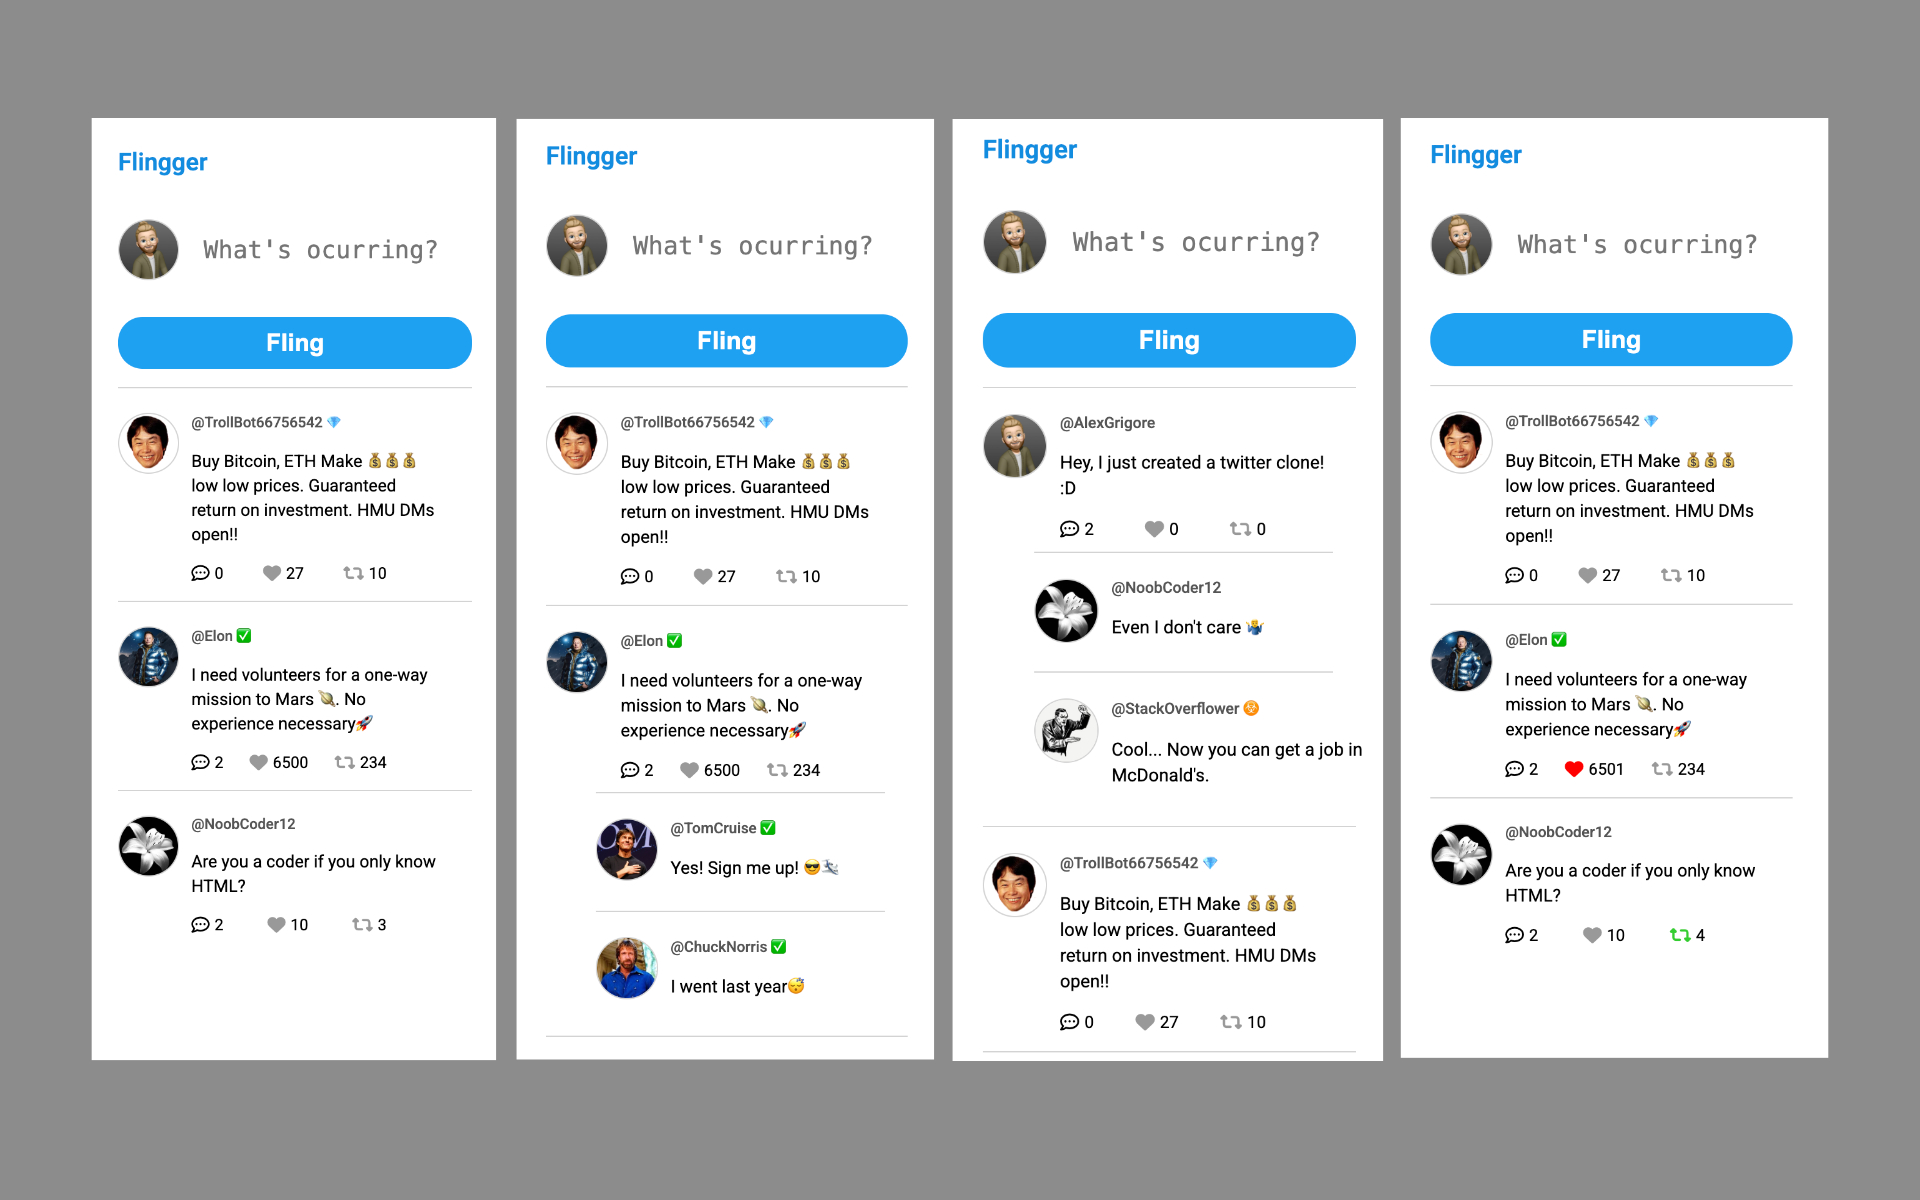 Flingger
What's ocurring?
Fling
@TrollBot66756542 💎
Buy Bitcoin, ETH Make 💰💰💰
low low prices. Guaranteed
return on investment. HMU DMs
open!!
0 27 10
@Elon ✅
I need volunteers for a one-way
mission to Mars 🪐. No
experience necessary🚀
2 6500 234
@NoobCoder12
Are you a coder if you only know
HTML?
2 10 3
Flingger
What's ocurring?
Fling
@TrollBot66756542 💎
Buy Bitcoin, ETH Make 💰💰💰
low low prices. Guaranteed
return on investment. HMU DMs
open!!
0 27 10
@Elon ✅
I need volunteers for a one-way
mission to Mars 🪐. No
experience necessary🚀
2 6500 234
@TomCruise ✅
Yes! Sign me up! 😎🏃
@ChuckNorris ✅
I went last year😴
Flingger
What's ocurring?
Fling
@AlexGrigore
Hey, I just created a twitter clone!
:D
2 0 0
@NoobCoder12
Even I don't care 🤷‍♂️
@StackOverflower ☣️
Cool... Now you can get a job in
McDonald's.
@TrollBot66756542 💎
Buy Bitcoin, ETH Make 💰💰💰
low low prices. Guaranteed
return on investment. HMU DMs
open!!
0 27 10
Flingger
What's ocurring?
Fling
@TrollBot66756542 💎
Buy Bitcoin, ETH Make 💰💰💰
low low prices. Guaranteed
return on investment. HMU DMs
open!!
0 27 10
@Elon ✅
I need volunteers for a one-way
mission to Mars 🪐. No
experience necessary🚀
2 6501 234
@NoobCoder12
Are you a coder if you only know
HTML?
2 10 4